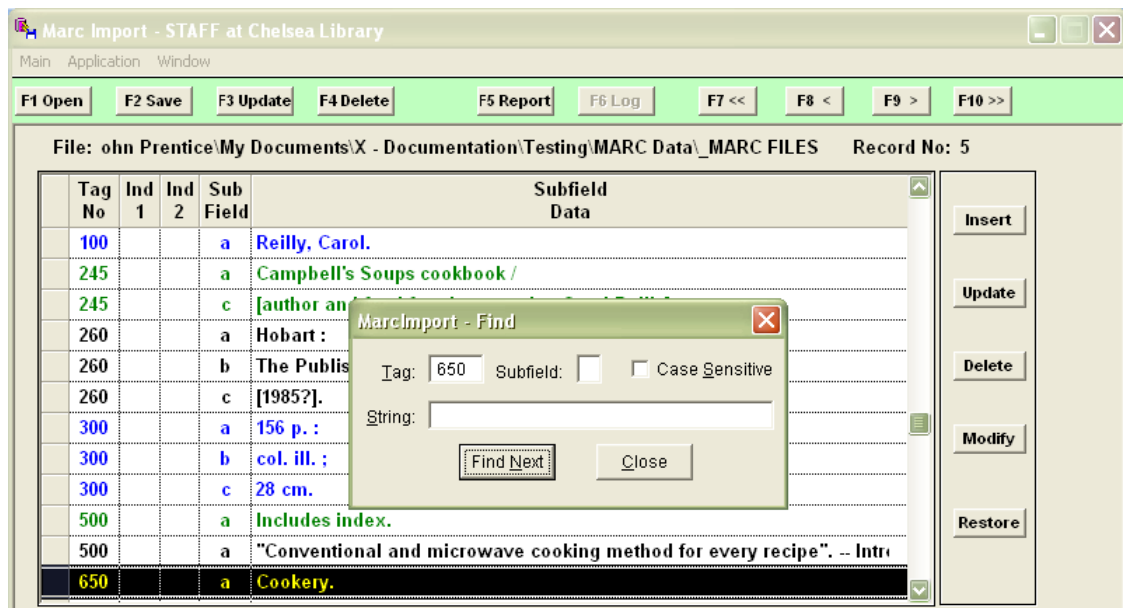 Marc Import - STAFF at Chelsea Library
Main Application Window
F1 Open F2 Save F3 Update F4 Delete F5 Report F6 Log F7 << F8 < F9 > F10 >>
File: ohn Prentice\My Documents\X - Documentation\Testing\MARC Data\_MARC FILES Record No: 5
Tag Ind Ind Sub Subfield
No 1 2 Field Data
100 a Reilly, Carol.
245 a Campbell's Soups cookbook /
245 c [author and
260 a Hobart :
260 b The Publis
260 c [1985?].
300 a 156 p. :
300 b col. ill. ;
300 c 28 cm.
500 a Includes index.
500 a "Conventional and microwave cooking method for every recipe". -- Intr
650 a Cookery.
MarcImport - Find
Tag: 650 Subfield: Case Sensitive
String:
Find Next Close
Insert
Update
Delete
Modify
Restore